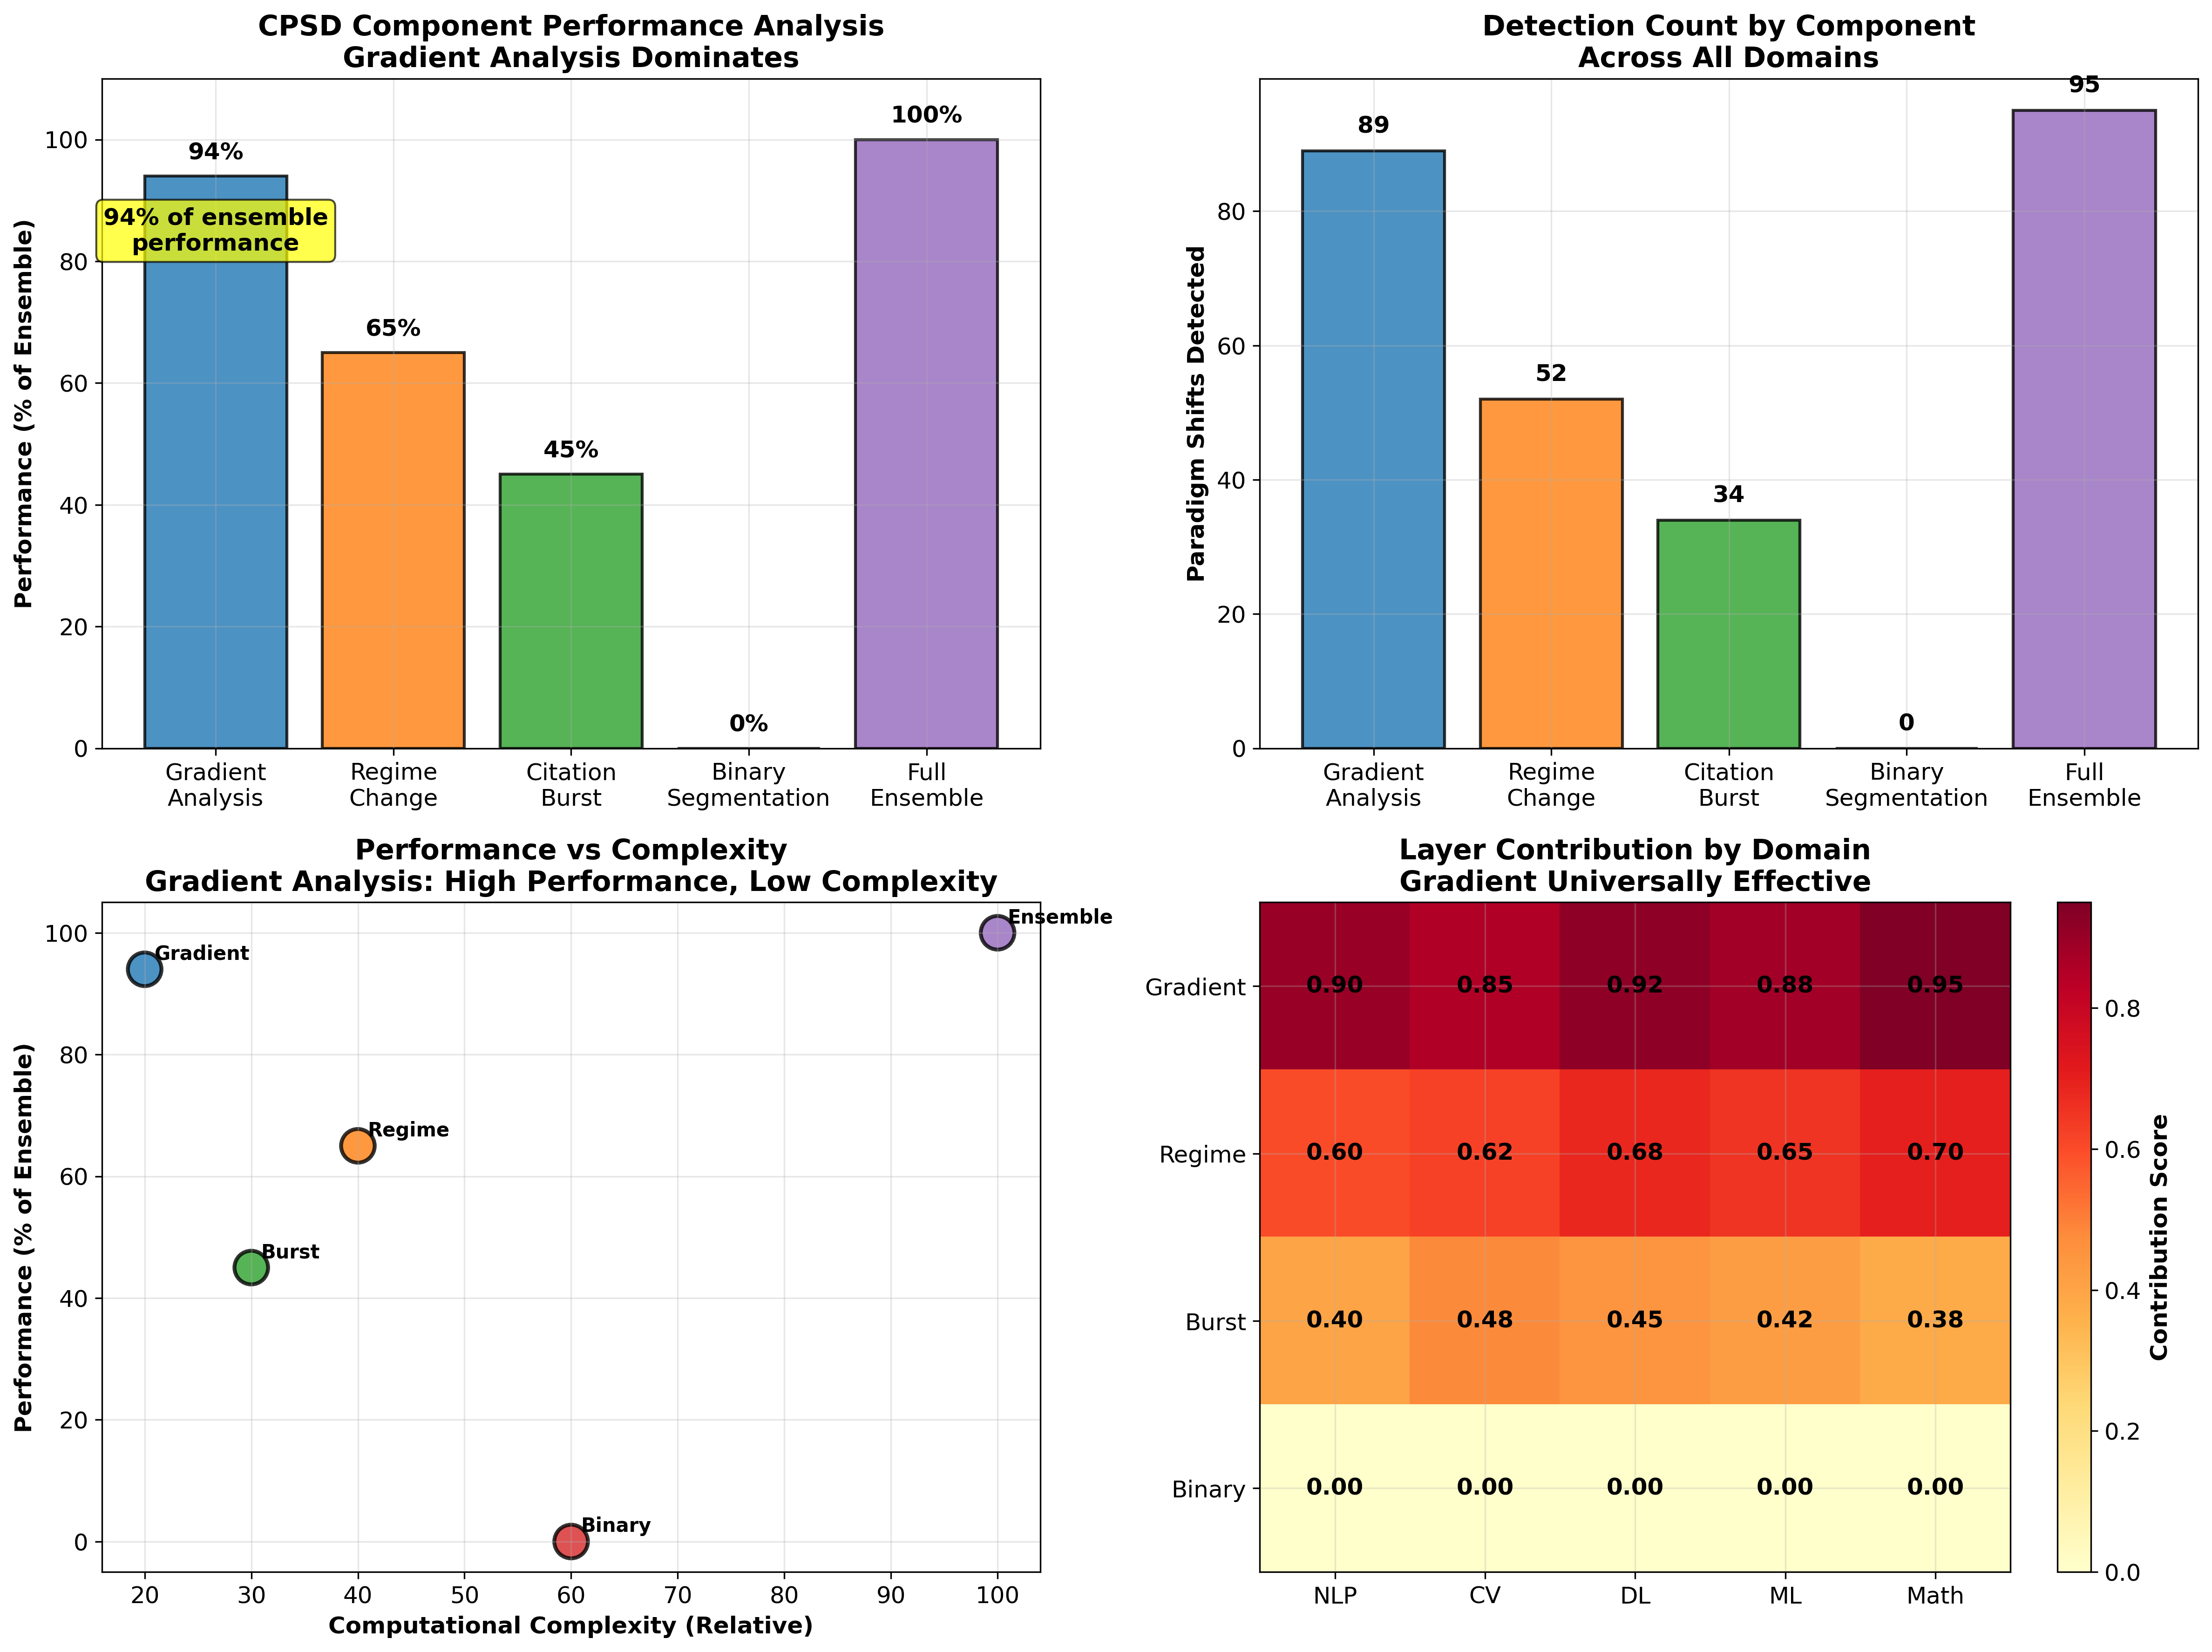 CPSD Component Performance Analysis
Gradient Analysis Dominates
Performance (% of Ensemble)
100
80
60
40
20
0
94%
94% of ensemble
performance
65%
45%
0%
100%
Gradient
Analysis
Regime
Change
Citation
Burst
Binary
Segmentation
Full
Ensemble
Detection Count by Component
Across All Domains
Paradigm Shifts Detected
80
60
40
20
0
89
52
34
0
95
Gradient
Analysis
Regime
Change
Citation
Burst
Binary
Segmentation
Full
Ensemble
Performance vs Complexity
Gradient Analysis: High Performance, Low Complexity
Performance (% of Ensemble)
100
80
60
40
20
0
Gradient
Ensemble
Regime
Burst
Binary
20 30 40 50 60 70 80 90 100
Computational Complexity (Relative)
Layer Contribution by Domain
Gradient Universally Effective
Gradient 0.90 0.85 0.92 0.88 0.95
Regime 0.60 0.62 0.68 0.65 0.70
Burst 0.40 0.48 0.45 0.42 0.38
Binary 0.00 0.00 0.00 0.00 0.00
NLP CV DL ML Math
0.8
0.6
0.4
0.2
0.0
Contribution Score